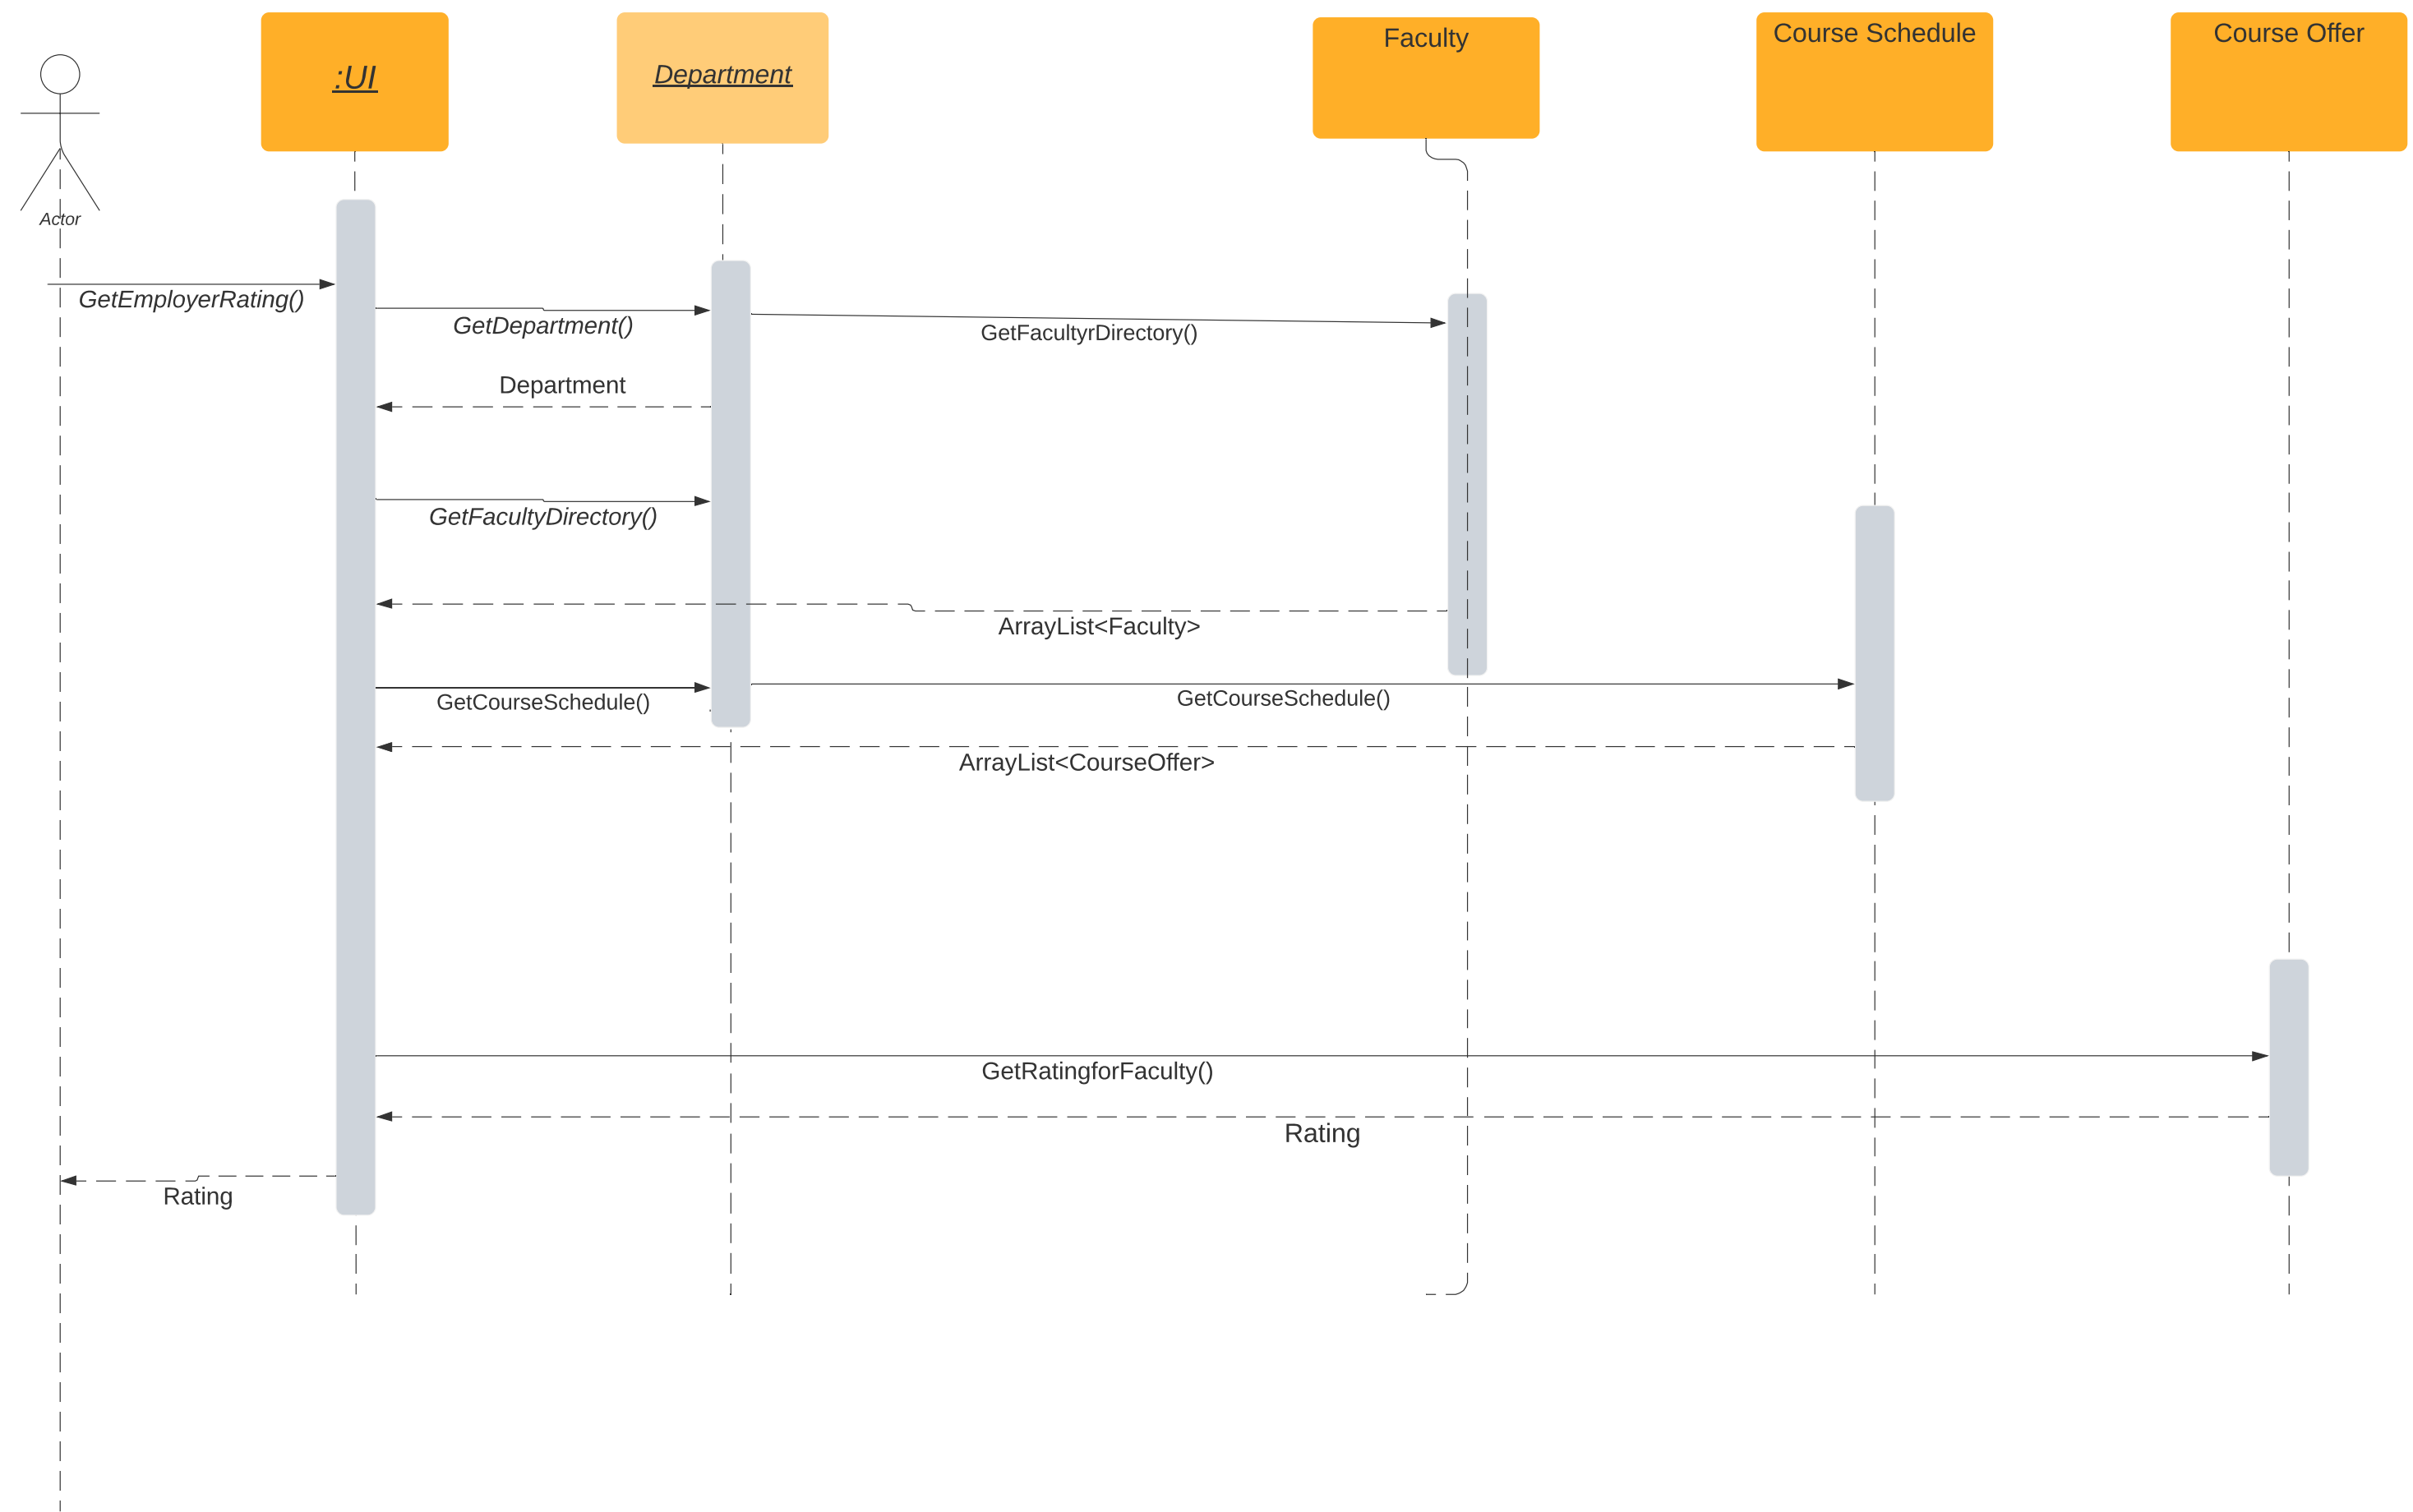 :UI
Department
Faculty
Course Schedule
Course Offer
Actor
GetEmployerRating()
GetDepartment()
GetFacultyrDirectory()
Department
GetFacultyDirectory()
ArrayList<Faculty>
GetCourseSchedule()
GetCourseSchedule()
ArrayList<CourseOffer>
GetRatingforFaculty()
Rating
Rating